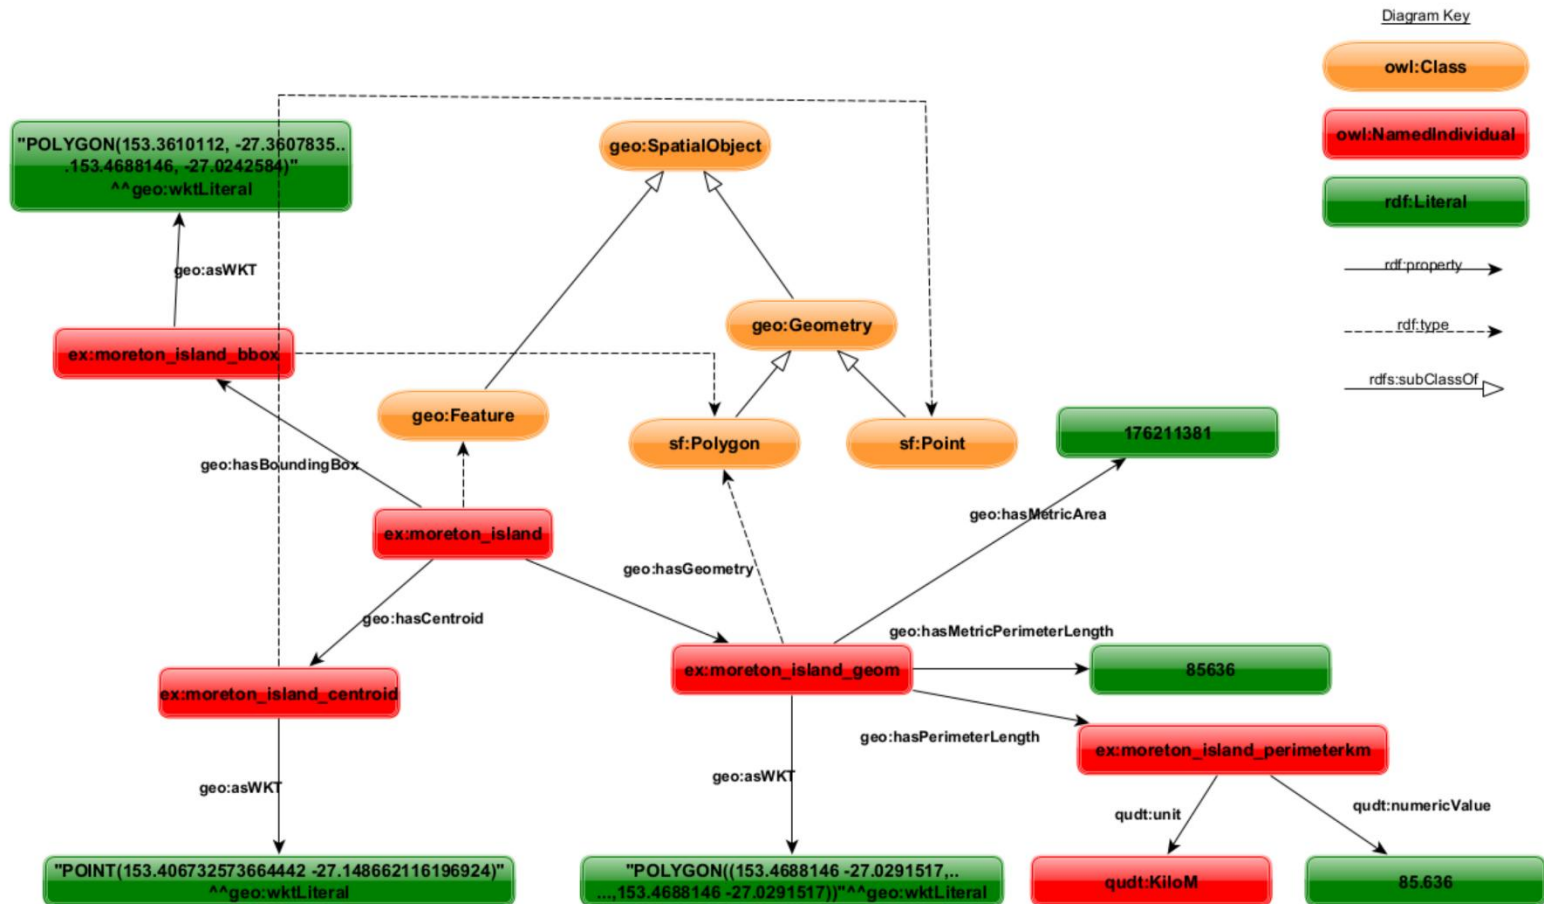 Diagram Key
owl:Class
owl:NamedIndividual
rdf:Literal
rdf:property
rdf:type
rdfs:subClassOf
"POLYGON(153.3610112, -27.3607835..
.153.4688146, -27.0242584)"
^^geo:wktLiteral
geo:SpatialObject
geo:asWKT
geo:Geometry
ex:moreton_island_bbox
geo:Feature
sf:Polygon
sf:Point
176211381
geo:hasBoundingBox
geo:hasMetricArea
ex:moreton_island
geo:hasGeometry
geo:hasCentroid
geo:hasMetricPerimeterLength
ex:moreton_island_geom
85636
ex:moreton_island_centroid
geo:hasPerimeterLength
ex:moreton_island_perimeterkm
geo:asWKT
geo:asWKT
qudt:unit
qudt:numericValue
"POINT(153.406732573664442 -27.148662116196924)"
^^geo:wktLiteral
"POLYGON((153.4688146 -27.0291517,..
...,153.4688146 -27.0291517))"^^geo:wktLiteral
qudt:KiloM
85.636